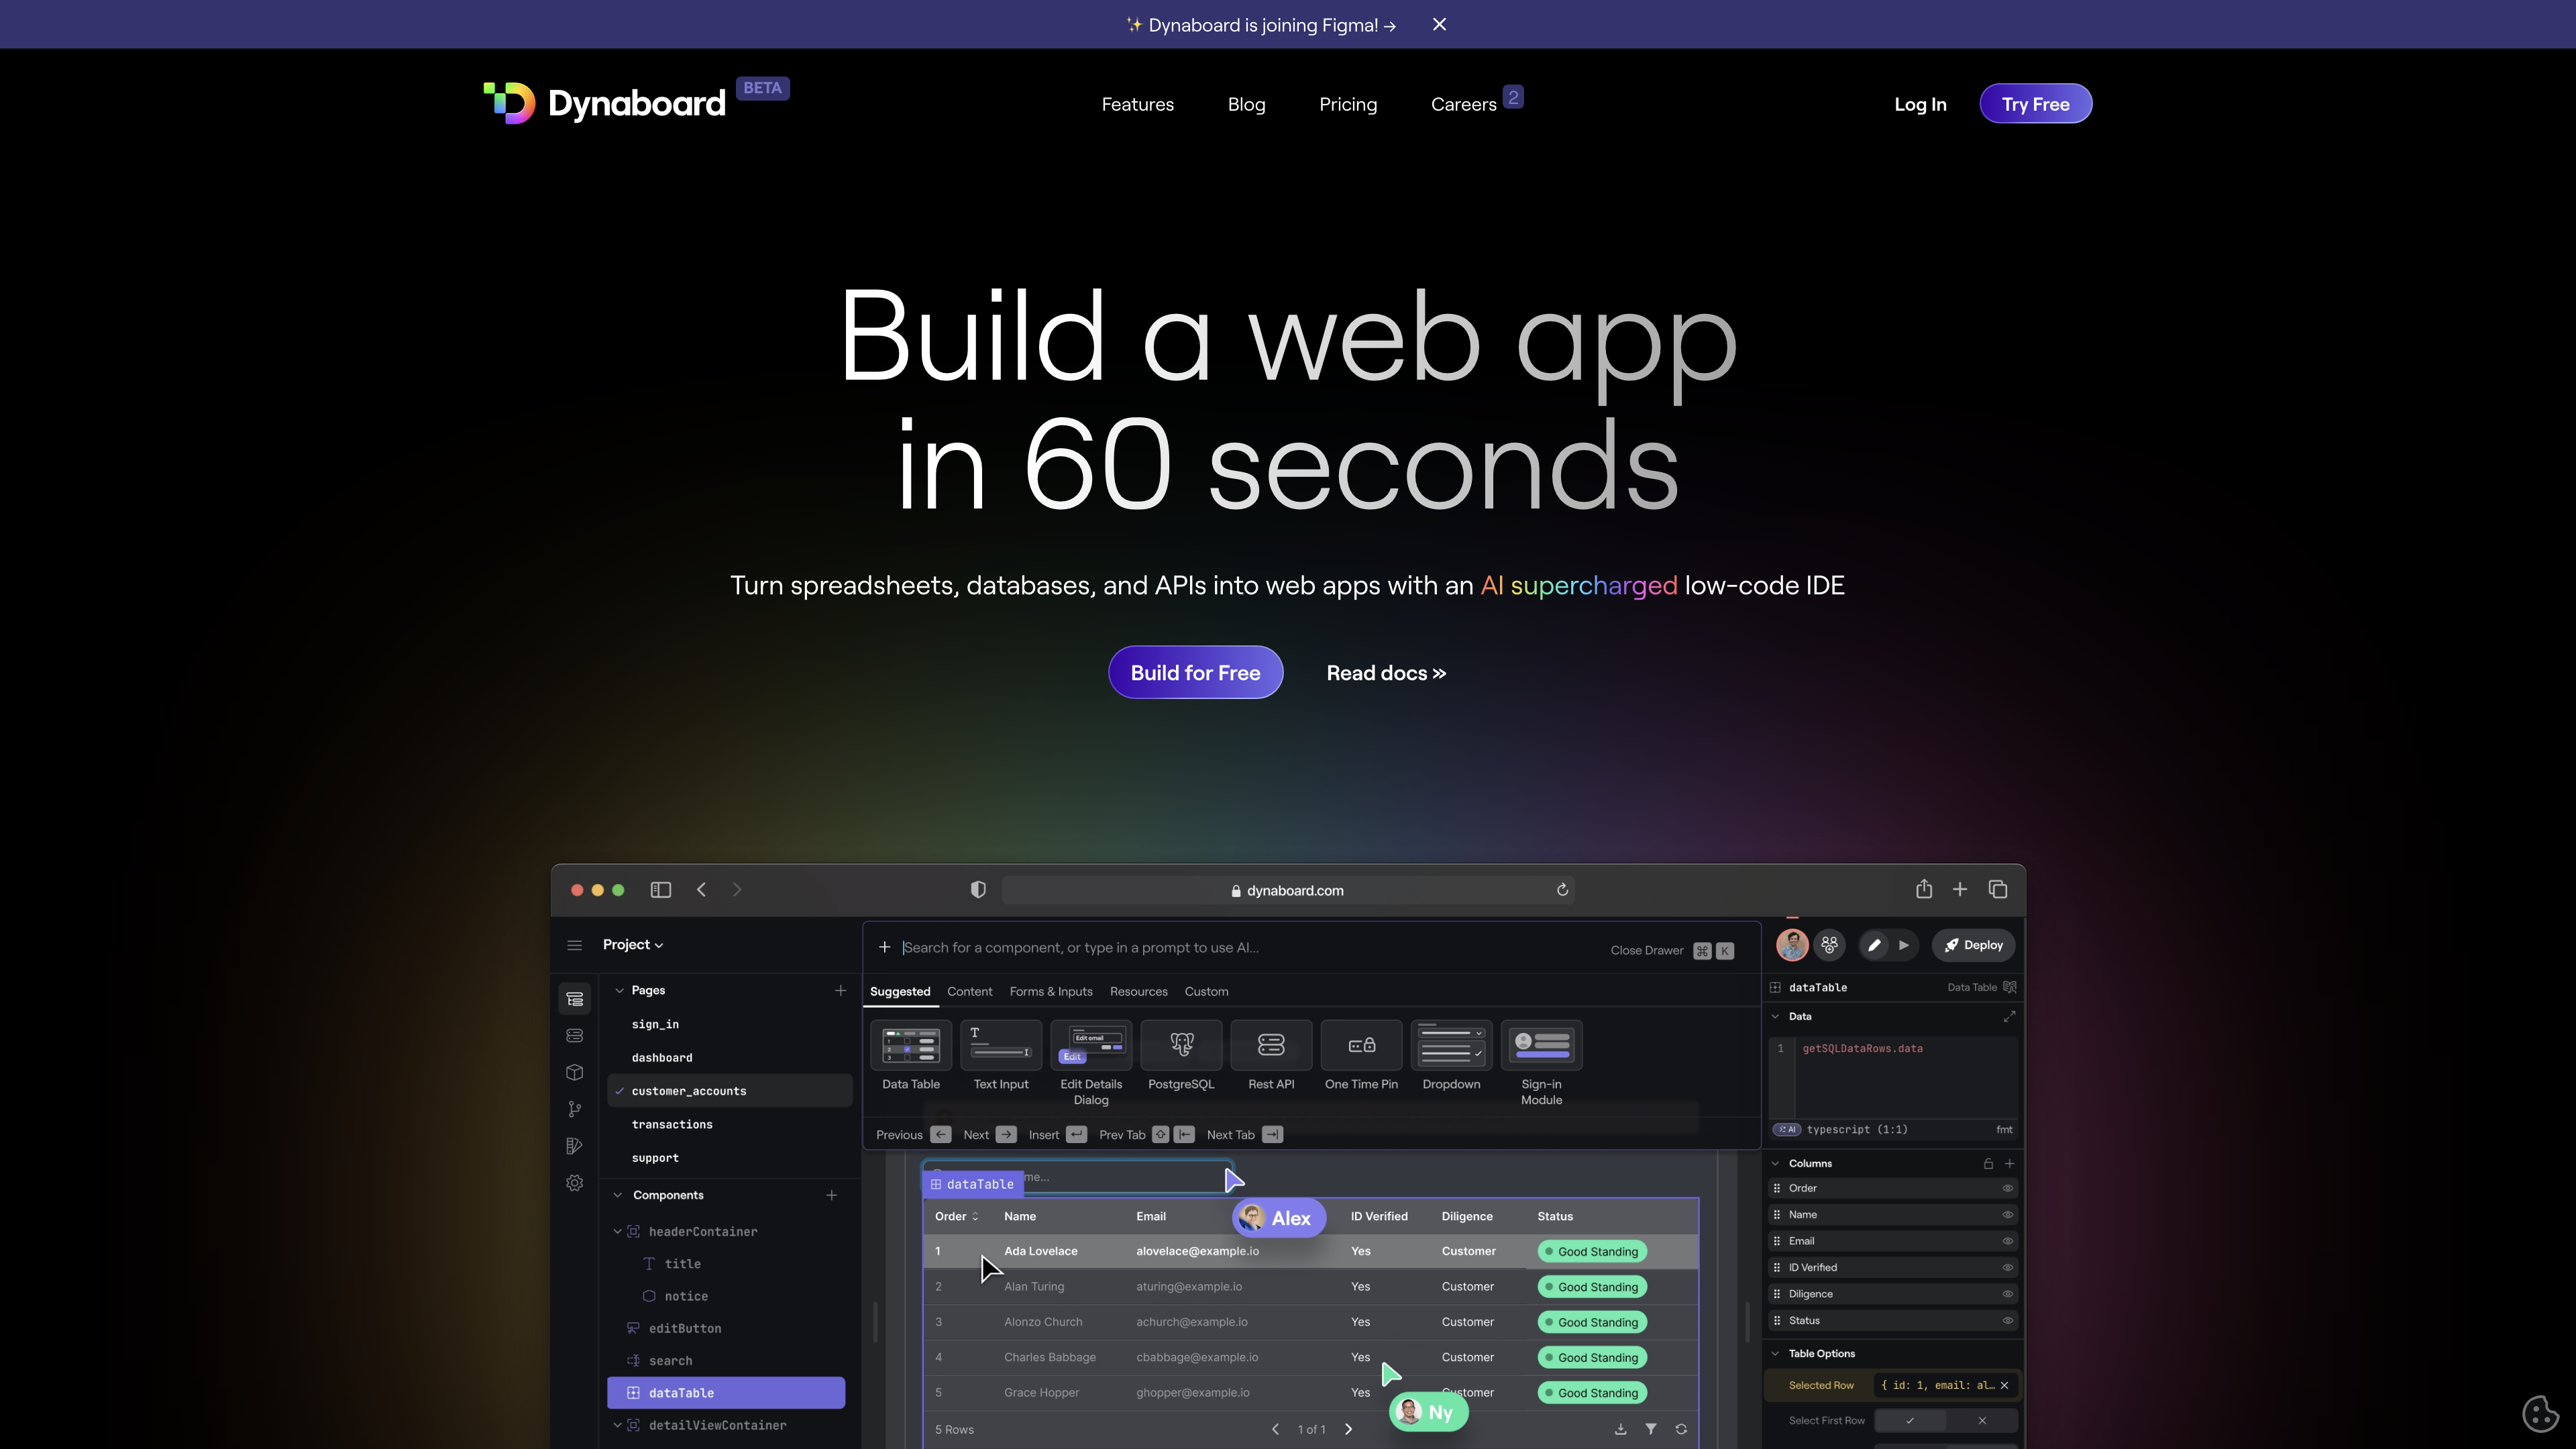 ✨ Dynaboard is joining Figma! →
Dynaboard BETA
Features Blog Pricing Careers 2
Log In Try Free
Build a web app
in 60 seconds
Turn spreadsheets, databases, and APIs into web apps with an AI supercharged low-code IDE
Build for Free Read docs »
dynaboard.com
Project
Pages
sign_in
dashboard
customer_accounts
transactions
support
Components
headerContainer
title
notice
editButton
search
dataTable
detailViewContainer
Search for a component, or type in a prompt to use AI...
Close Drawer ⌘ K
Suggested Content Forms & Inputs Resources Custom
Data Table
Text Input
Edit email
Edit
Edit Details
Dialog
PostgreSQL
Rest API
One Time Pin
Dropdown
Sign-in
Module
Previous ← Next → Insert Prev Tab Next Tab
me...
dataTable
Order Name Email ID Verified Diligence Status
Alex
1 Ada Lovelace alovelace@example.io Yes Customer Good Standing
2 Alan Turing aturing@example.io Yes Customer Good Standing
3 Alonzo Church achurch@example.io Yes Customer Good Standing
4 Charles Babbage cbabbage@example.io Yes Customer Good Standing
5 Grace Hopper ghopper@example.io Yes Customer Good Standing
Ny
5 Rows 1 of 1
Deploy
dataTable Data Table
Data
1 getSQLDataRows.data
AI typescript (1:1) fmt
Columns
Order
Name
Email
ID Verified
Diligence
Status
Table Options
Selected Row { id: 1, email: al…
Select First Row